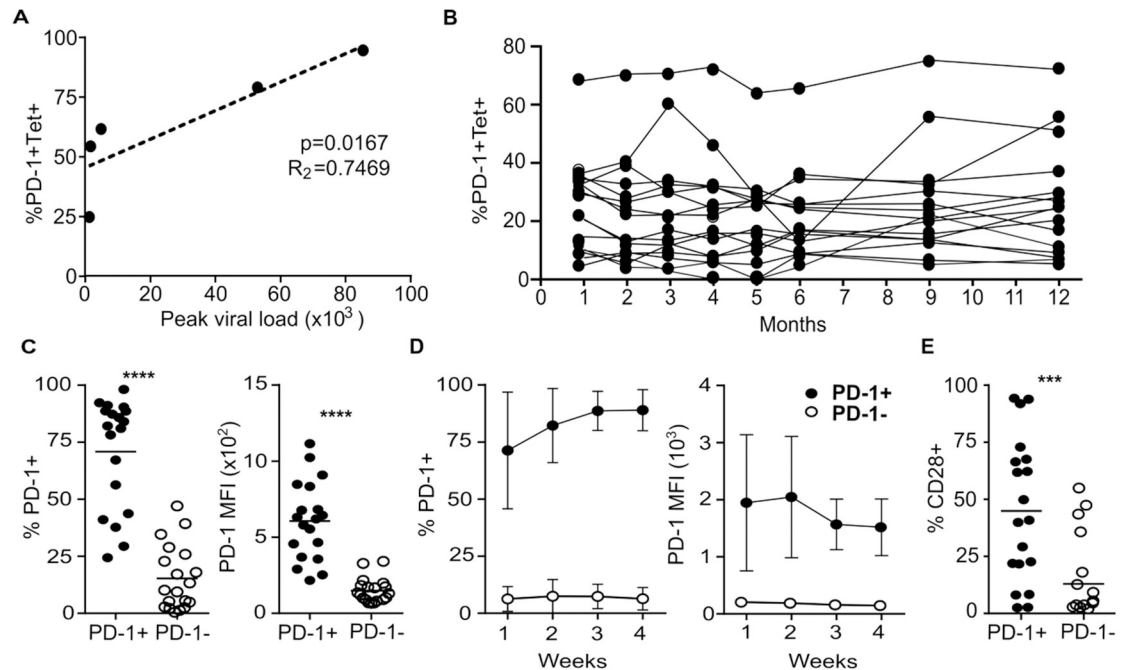 A
%PD-1+Tet+
100
75
50
25
0
p=0.0167
R2=0.7469
0 20 40 60 80 100
Peak viral load (x10³ )
B
%PD-1+Tet+
80
60
40
20
0
0 1 2 3 4 5 6 7 8 9 10 11 12
Months
C
% PD-1+
100
75
50
25
0
****
PD-1+ PD-1-
PD-1 MFI (x10²)
15
10
5
0
****
PD-1+ PD-1-
D
% PD-1+
100
75
50
25
0
1 2 3 4
Weeks
PD-1 MFI (10³)
4
3
2
1
0
PD-1+
PD-1-
1 2 3 4
Weeks
E
% CD28+
100
75
50
25
0
***
PD-1+ PD-1-